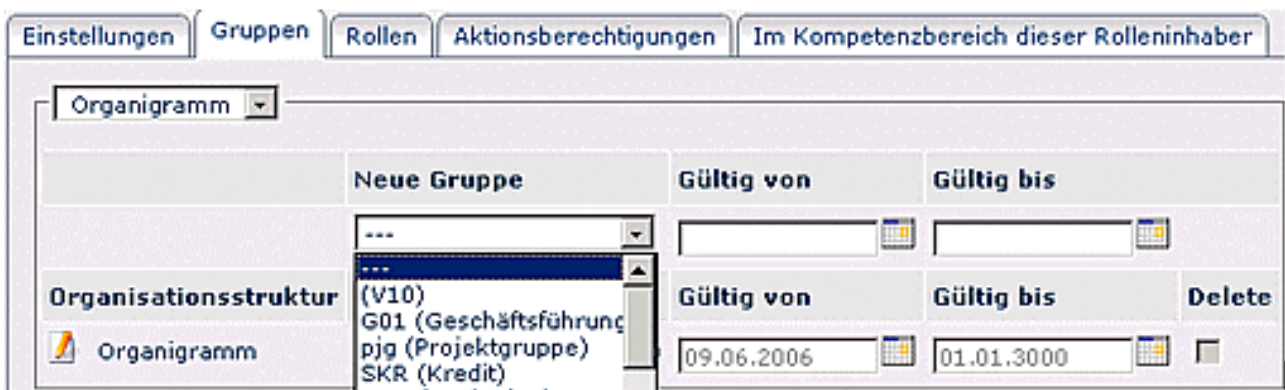 Einstellungen Gruppen Rollen Aktionsberechtigungen Im Kompetenzbereich dieser Rolleninhaber
Organigramm
Neue Gruppe Gültig von Gültig bis
---
---
(V10)
Organisationsstruktur Gültig von Gültig bis Delete
G01 (Geschäftsführung
pjg (Projektgruppe)
Organigramm 09.06.2006 01.01.3000
SKR (Kredit)